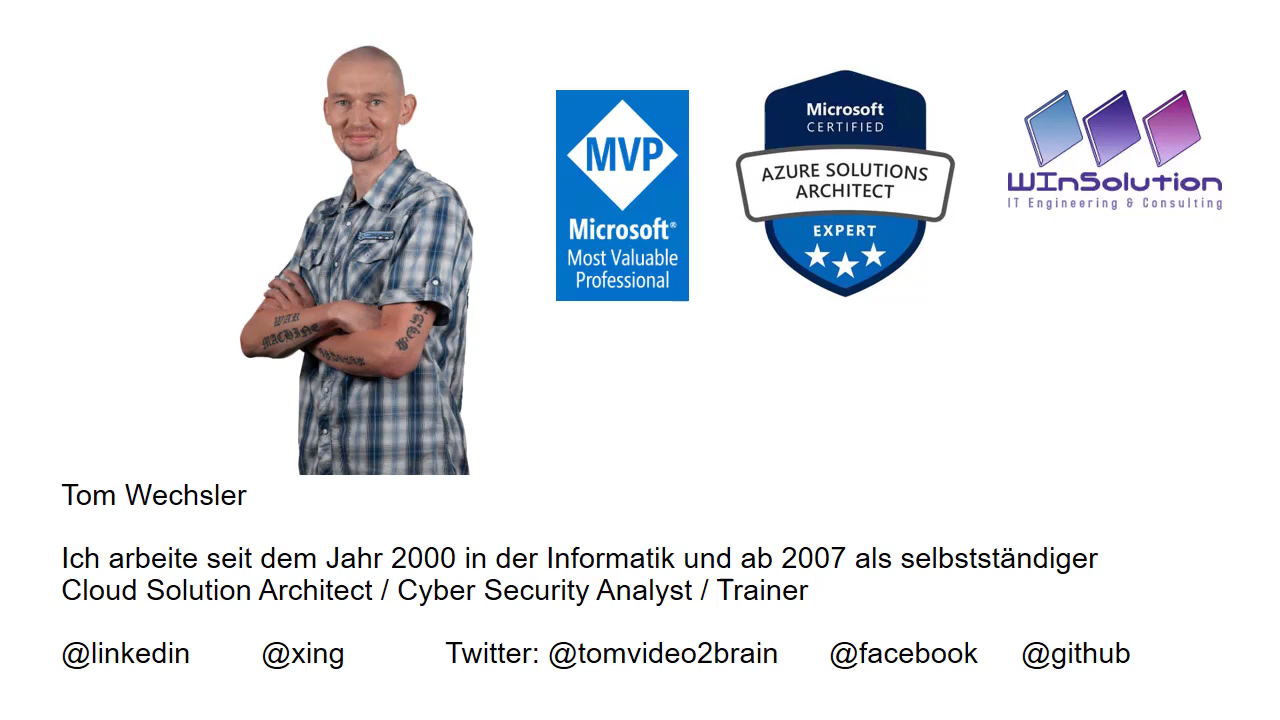 MVP
Microsoft®
Most Valuable
Professional
Microsoft
CERTIFIED
AZURE SOLUTIONS
ARCHITECT
EXPERT
WInSolution
IT Engineering & Consulting
WAR
MACHINE
Tom Wechsler
Ich arbeite seit dem Jahr 2000 in der Informatik und ab 2007 als selbstständiger
Cloud Solution Architect / Cyber Security Analyst / Trainer
@linkedin @xing Twitter: @tomvideo2brain @facebook @github